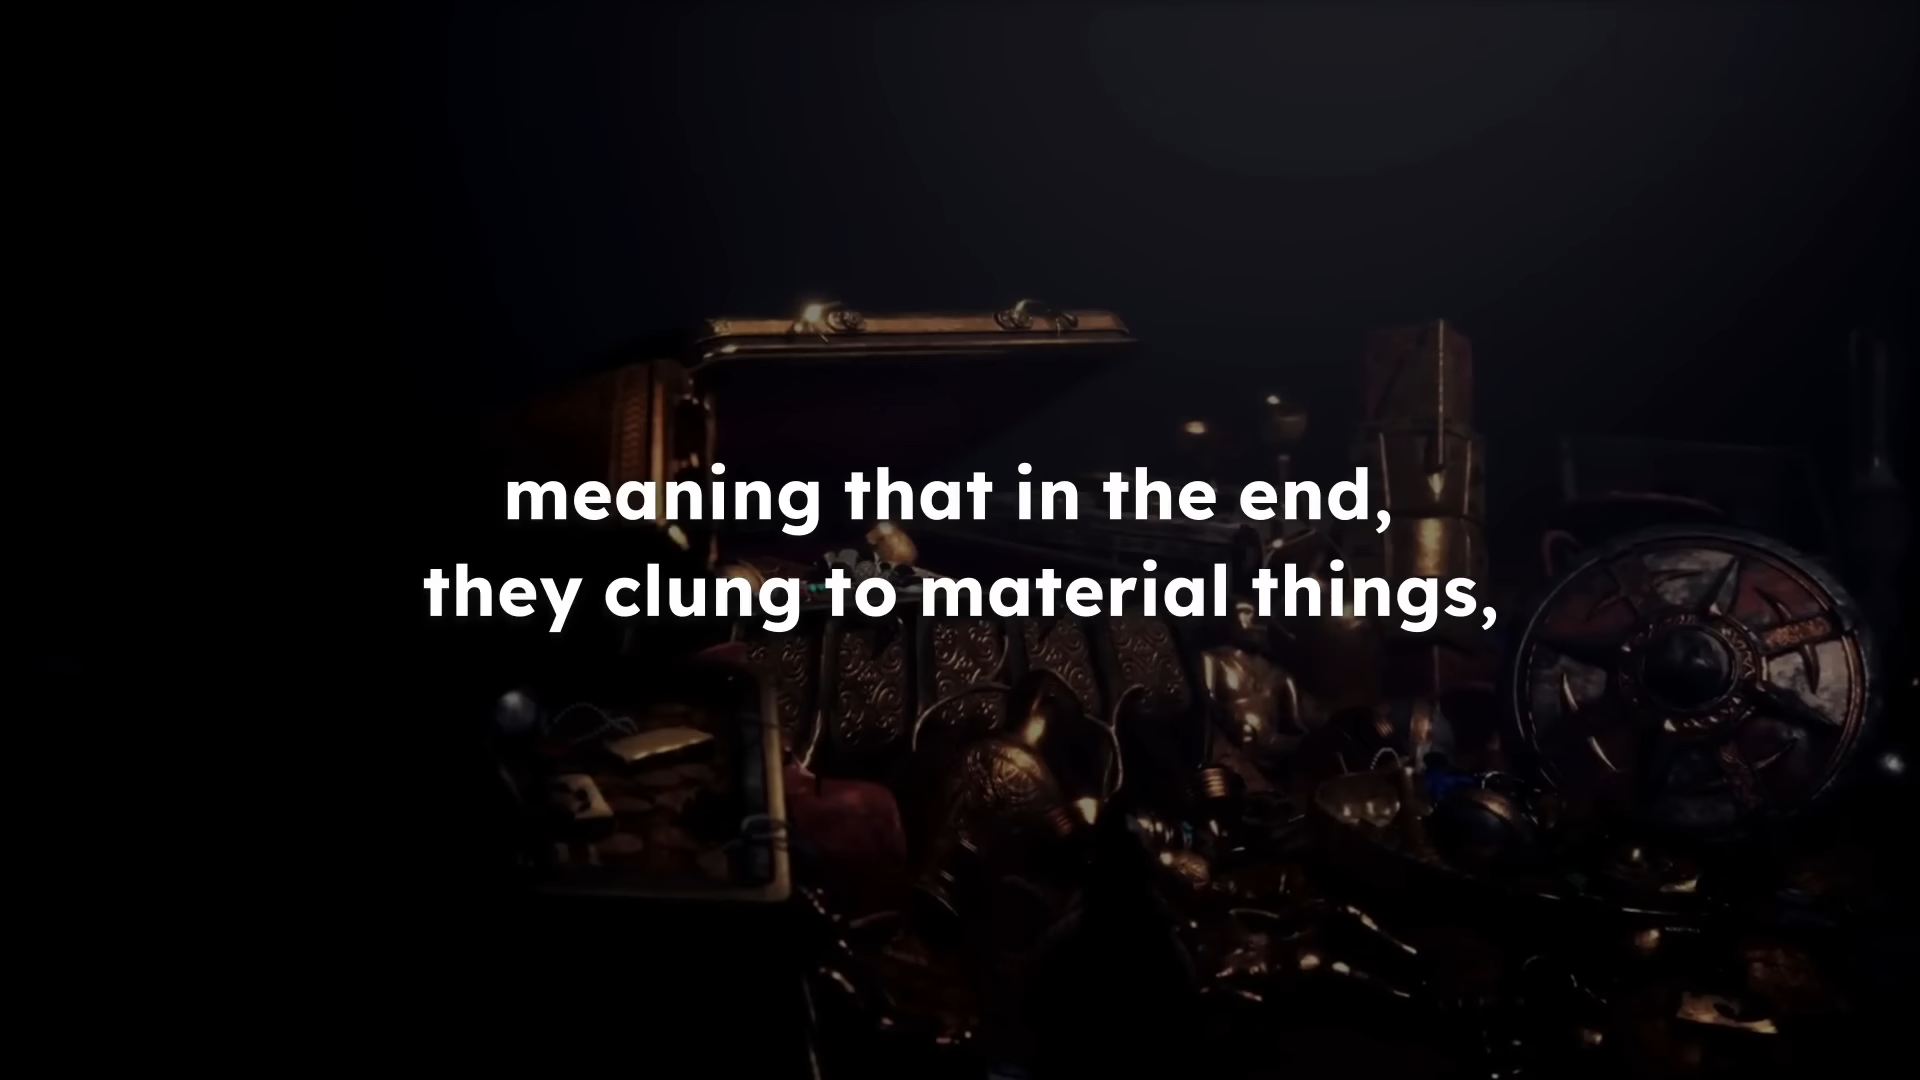 meaning that in the end,
they clung to material things,